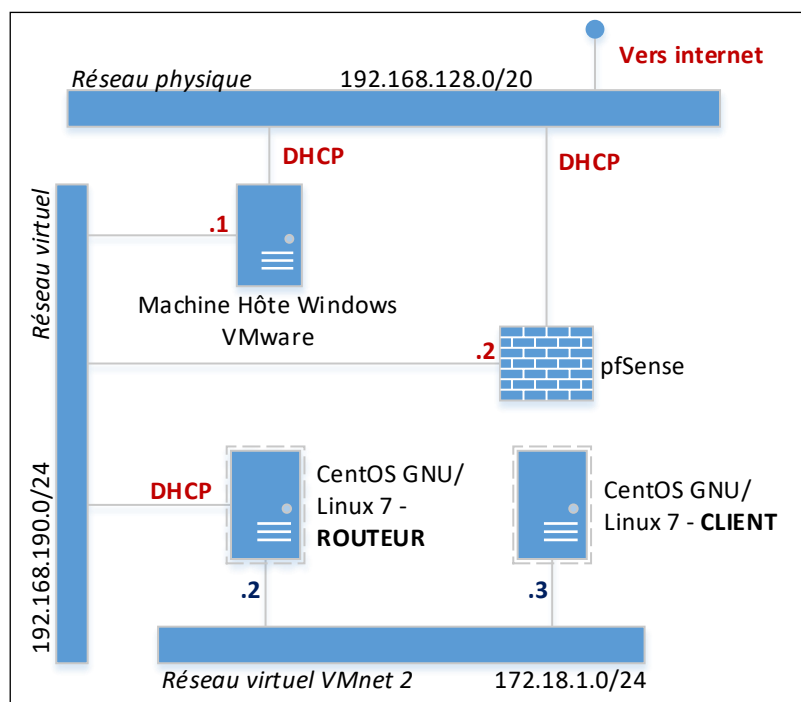 Vers internet
Réseau physique 192.168.128.0/20
DHCP
DHCP
Réseau virtuel
.1
Machine Hôte Windows
VMware
.2
pfSense
192.168.190.0/24
DHCP
CentOS GNU/
Linux 7 -
ROUTEUR
CentOS GNU/
Linux 7 - CLIENT
.2
.3
Réseau virtuel VMnet 2 172.18.1.0/24